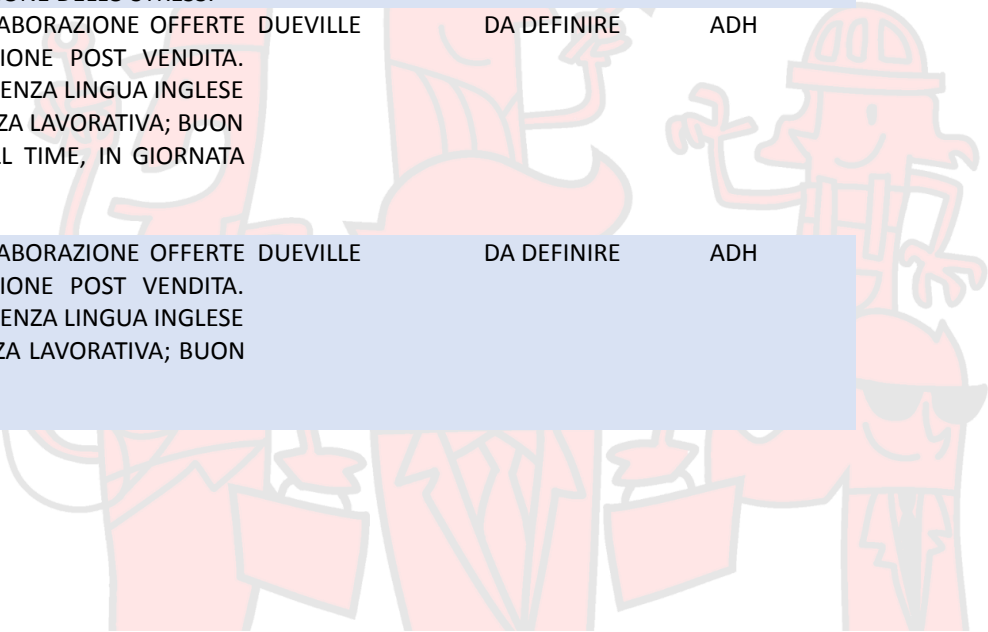 ABORAZIONE OFFERTE DUEVILLE DA DEFINIRE ADH
IONE POST VENDITA.
ENZA LINGUA INGLESE
ZA LAVORATIVA; BUON
L TIME, IN GIORNATA
ABORAZIONE OFFERTE DUEVILLE DA DEFINIRE ADH
IONE POST VENDITA.
ENZA LINGUA INGLESE
ZA LAVORATIVA; BUON